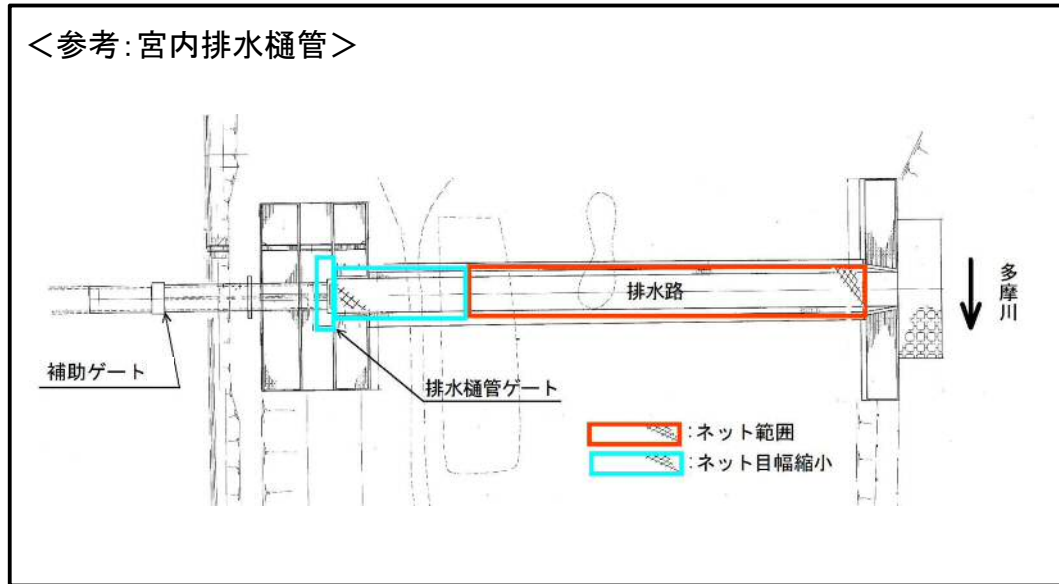 ＜参考：宮内排水樋管＞
排水路
多摩川
補助ゲート
排水樋管ゲート
：ネット範囲
：ネット目幅縮小